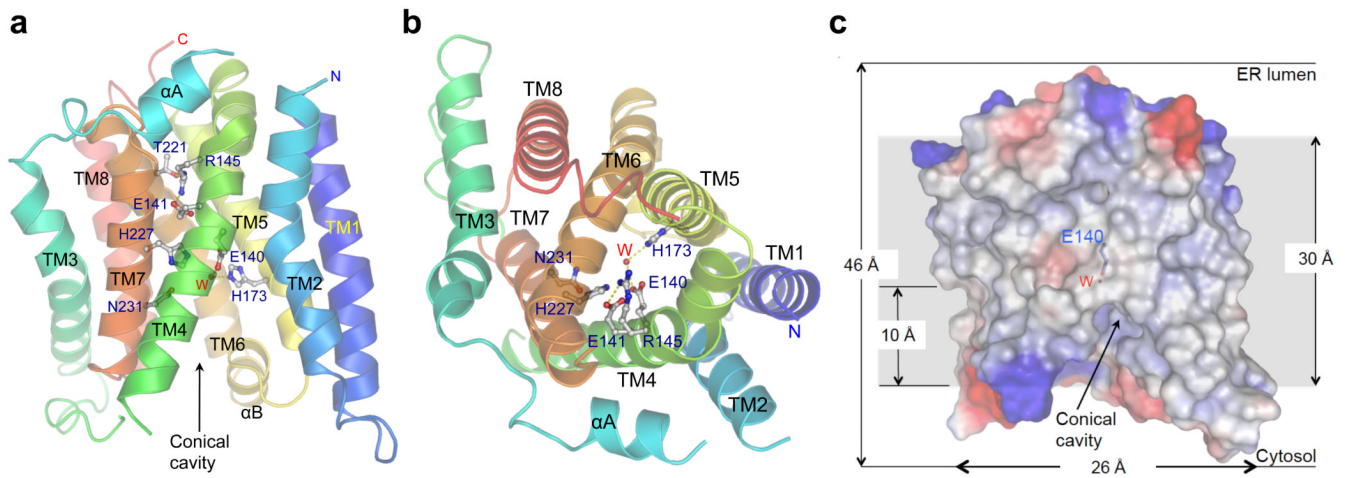 a
C
αA
N
T221
R145
TM8
E141
TM5
TM1
H227
E140
TM3
W
TM7
TM2
H173
N231
TM4
TM6
αB
Conical
cavity
b
TM8
TM6
TM5
TM3
TM7
W
H173
TM1
N231
E140
H227
N
E141
R145
TM4
TM2
αA
c
ER lumen
E140
46 Å
W
30 Å
10 Å
Conical
cavity
Cytosol
26 Å